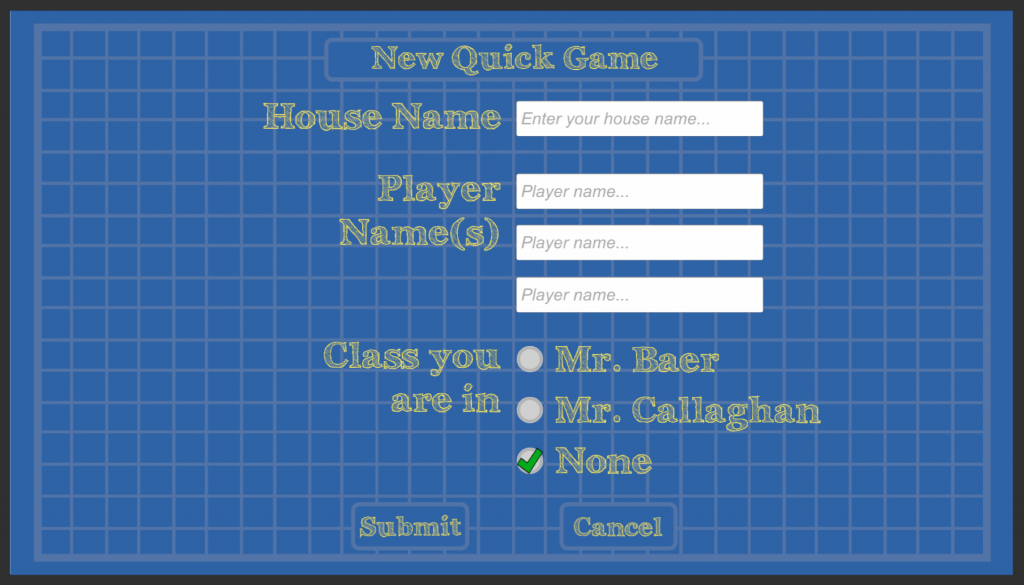 New Quick Game
House Name
Enter your house name...
Player
Name(s)
Player name...
Player name...
Player name...
Class you
are in
Mr. Baer
Mr. Callaghan
None
Submit
Cancel